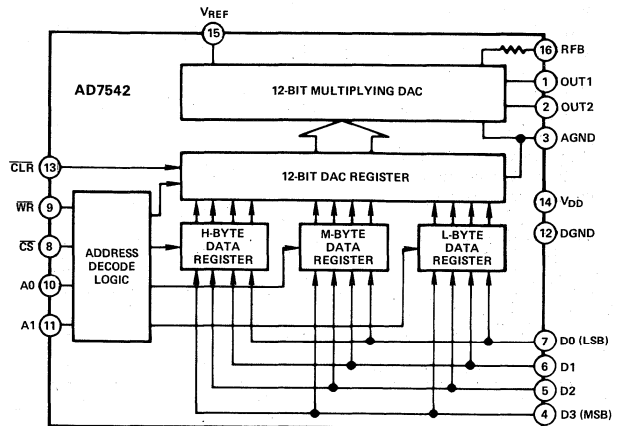 VREF
15
16 RFB
AD7542
12-BIT MULTIPLYING DAC
1 OUT1
2 OUT2
3 AGND
CLR 13
12-BIT DAC REGISTER
WR 9
14 VDD
CS 8
ADDRESS
DECODE
LOGIC
H-BYTE
DATA
REGISTER
M-BYTE
DATA
REGISTER
L-BYTE
DATA
REGISTER
12 DGND
A0 10
A1 11
7 D0 (LSB)
6 D1
5 D2
4 D3 (MSB)